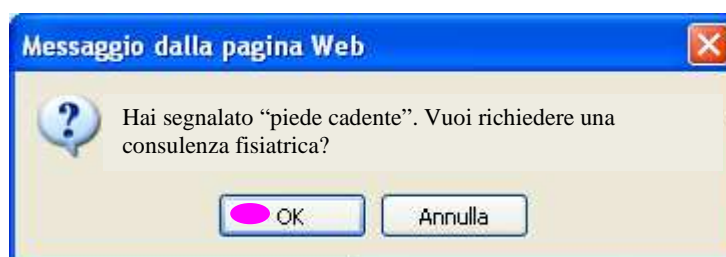 Messaggio dalla pagina Web
Hai segnalato “piede cadente”. Vuoi richiedere una
consulenza fisiatrica?
OK
Annulla